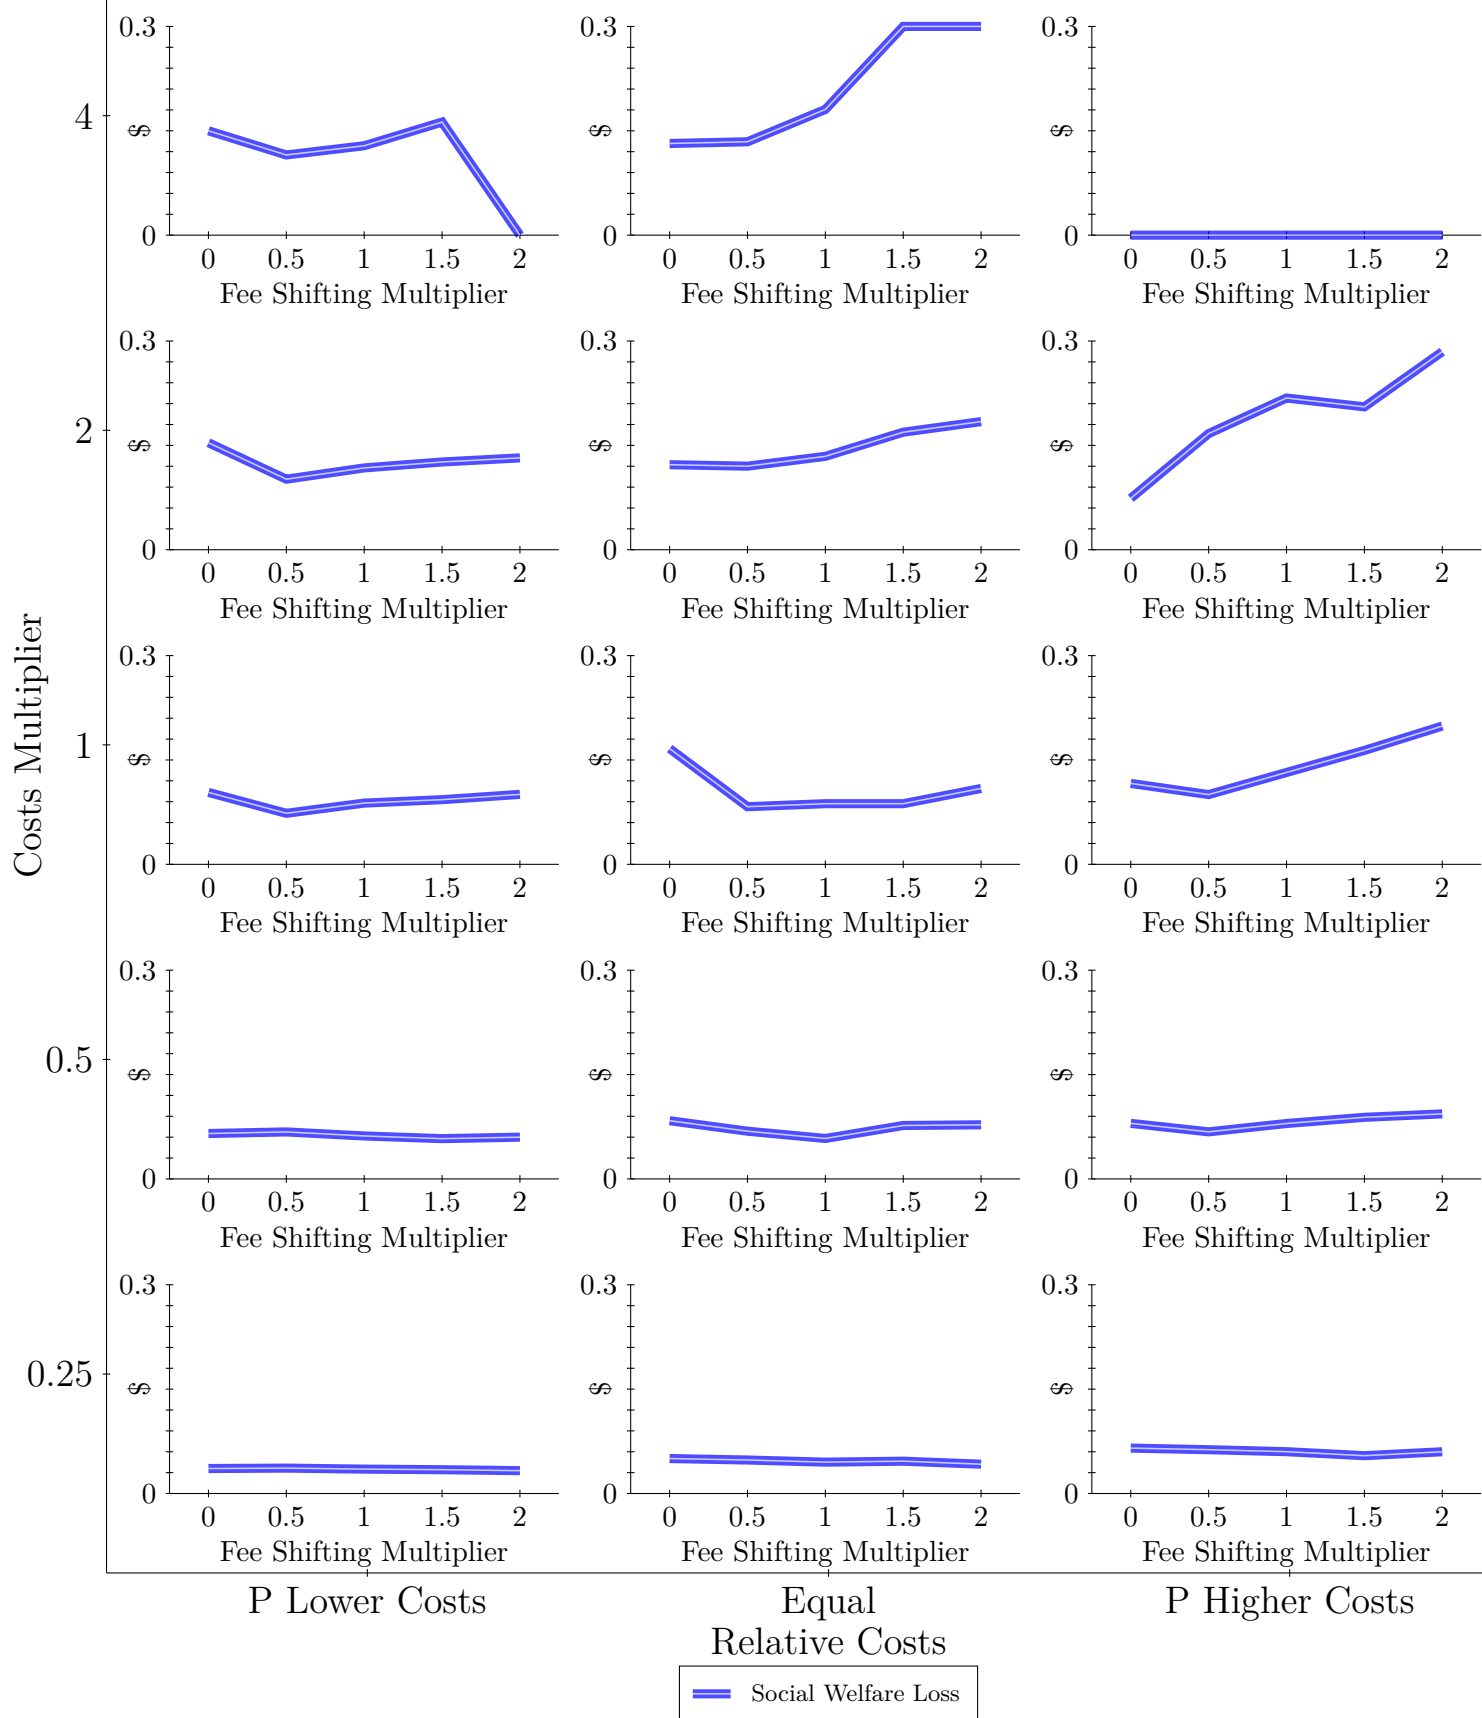 0.3 0.3 0.3
4 $ $ $
0 0 0
0 0.5 1 1.5 2 0 0.5 1 1.5 2 0 0.5 1 1.5 2
Fee Shifting Multiplier Fee Shifting Multiplier Fee Shifting Multiplier
0.3 0.3 0.3
2 $ $ $
0 0 0
0 0.5 1 1.5 2 0 0.5 1 1.5 2 0 0.5 1 1.5 2
Fee Shifting Multiplier Fee Shifting Multiplier Fee Shifting Multiplier
Costs Multiplier
0.3 0.3 0.3
1 $ $ $
0 0 0
0 0.5 1 1.5 2 0 0.5 1 1.5 2 0 0.5 1 1.5 2
Fee Shifting Multiplier Fee Shifting Multiplier Fee Shifting Multiplier
0.3 0.3 0.3
0.5 $ $ $
0 0 0
0 0.5 1 1.5 2 0 0.5 1 1.5 2 0 0.5 1 1.5 2
Fee Shifting Multiplier Fee Shifting Multiplier Fee Shifting Multiplier
0.3 0.3 0.3
0.25 $ $ $
0 0 0
0 0.5 1 1.5 2 0 0.5 1 1.5 2 0 0.5 1 1.5 2
Fee Shifting Multiplier Fee Shifting Multiplier Fee Shifting Multiplier
P Lower Costs Equal P Higher Costs
Relative Costs
Social Welfare Loss